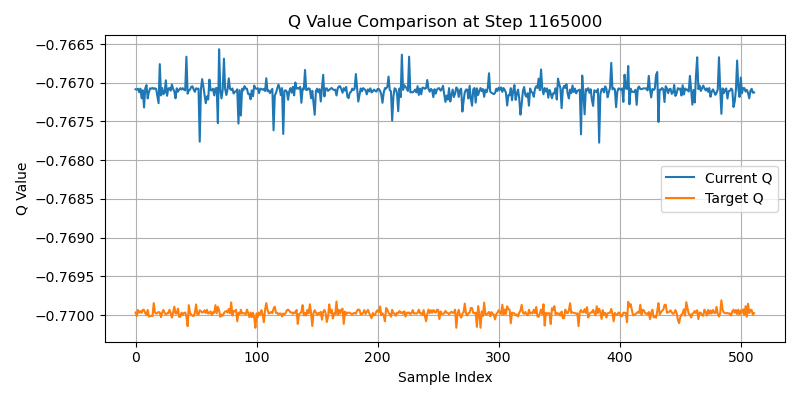 Q Value Comparison at Step 1165000
−0.7665
−0.7670
−0.7675
−0.7680
−0.7685
−0.7690
−0.7695
−0.7700
Q Value
Current Q
Target Q
0 100 200 300 400 500
Sample Index